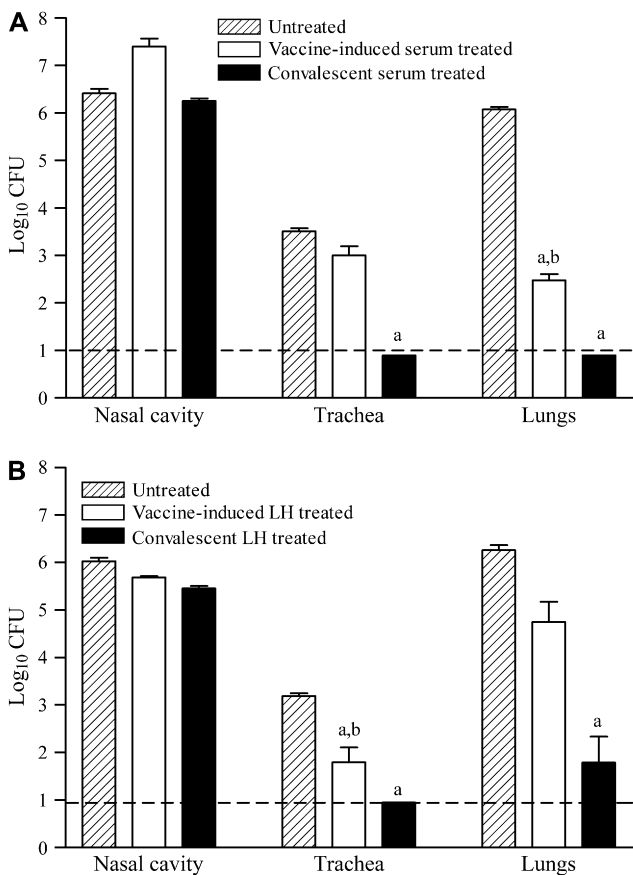 A
8
7
6
5
4
3
2
1
0
Log10 CFU
Untreated
Vaccine-induced serum treated
Convalescent serum treated
a
a,b
a
Nasal cavity Trachea Lungs
B
8
7
6
5
4
3
2
1
0
Log10 CFU
Untreated
Vaccine-induced LH treated
Convalescent LH treated
a,b
a
a
Nasal cavity Trachea Lungs